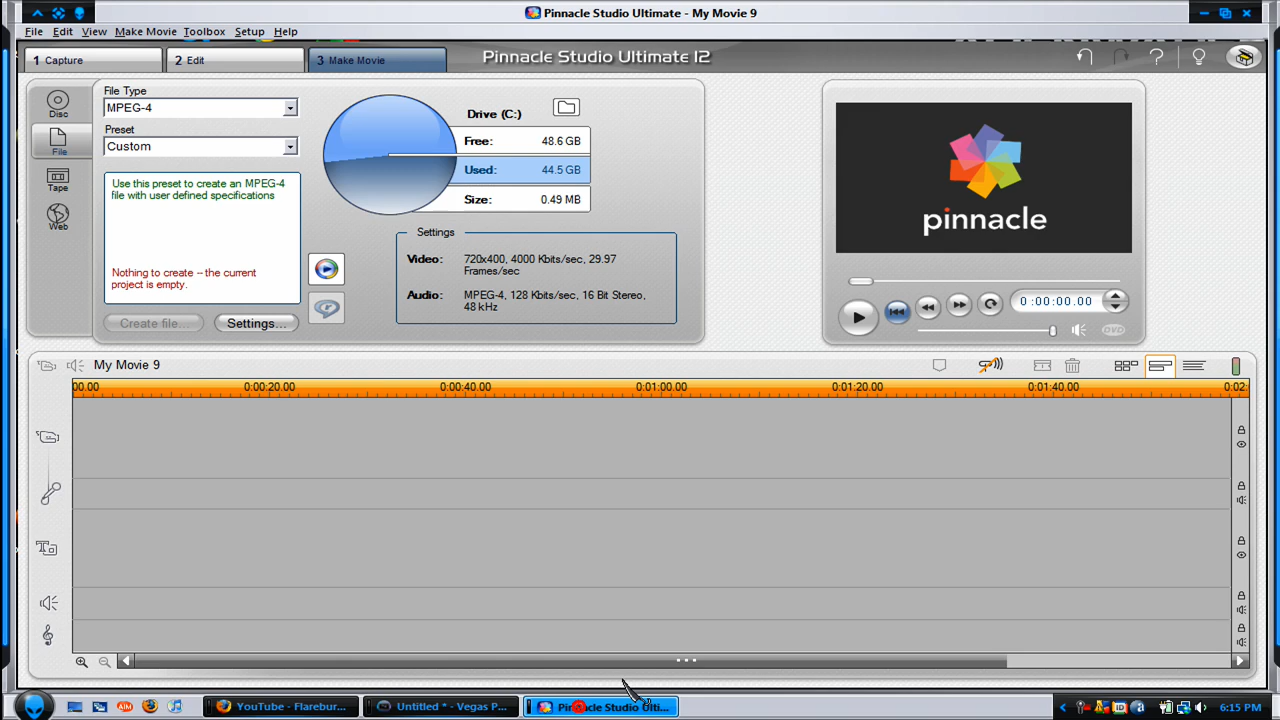 Pinnacle Studio Ultimate - My Movie 9
File Edit View Make Movie Toolbox Setup Help
1 Capture
2 Edit
3 Make Movie
Pinnacle Studio Ultimate 12
Disc
File
Tape
Web
File Type
MPEG-4
Preset
Custom
Use this preset to create an MPEG-4
file with user defined specifications
Nothing to create -- the current
project is empty.
Create file...
Settings...
Drive (C:)
Free: 48.6 GB
Used: 44.5 GB
Size: 0.49 MB
Settings
Video: 720x400, 4000 Kbits/sec, 29.97
Frames/sec
Audio: MPEG-4, 128 Kbits/sec, 16 Bit Stereo,
48 kHz
pinnacle
0:00:00.00
DVD
My Movie 9
00.00 0:00:20.00 0:00:40.00 0:01:00.00 0:01:20.00 0:01:40.00 0:02:
AIM
YouTube - Flarebur...
Untitled * - Vegas P...
Pinnacle Studio Ulti...
6:15 PM